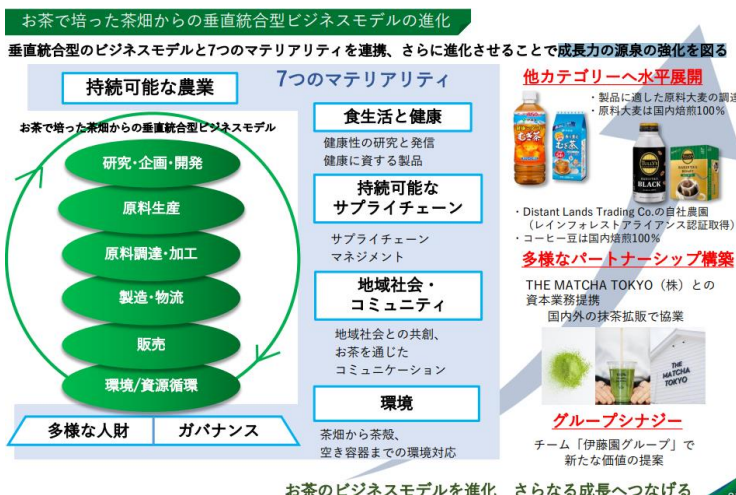 お茶で培った茶畑からの垂直統合型ビジネスモデルの進化
垂直統合型のビジネスモデルと7つのマテリアリティを連携、さらに進化させることで成長力の源泉の強化を図る
持続可能な農業
お茶で培った茶畑からの垂直統合型ビジネスモデル
研究・企画・開発
原料生産
原料調達・加工
製造・物流
販売
環境/資源循環
多様な人財
ガバナンス
7つのマテリアリティ
食生活と健康
健康性の研究と発信
健康に資する製品
持続可能な
サプライチェーン
サプライチェーン
マネジメント
地域社会・
コミュニティ
地域社会との共創、
お茶を通じた
コミュニケーション
環境
茶畑から茶殻、
空き容器までの環境対応
他カテゴリーへ水平展開
・製品に適した原料大麦の調達
・原料大麦は国内焙煎100%
むぎ茶
むぎ茶
TULLY'S
BLACK
・Distant Lands Trading Co.の自社農園
（レインフォレストアライアンス認証取得）
・コーヒー豆は国内焙煎100%
多様なパートナーシップ構築
THE MATCHA TOKYO（株）との
資本業務提携
国内外の抹茶拡販で協業
THE
MATCHA
TOKYO
グループシナジー
チーム「伊藤園グループ」で
新たな価値の提案
お茶のビジネスモデルを進化、さらなる成長へつなげる